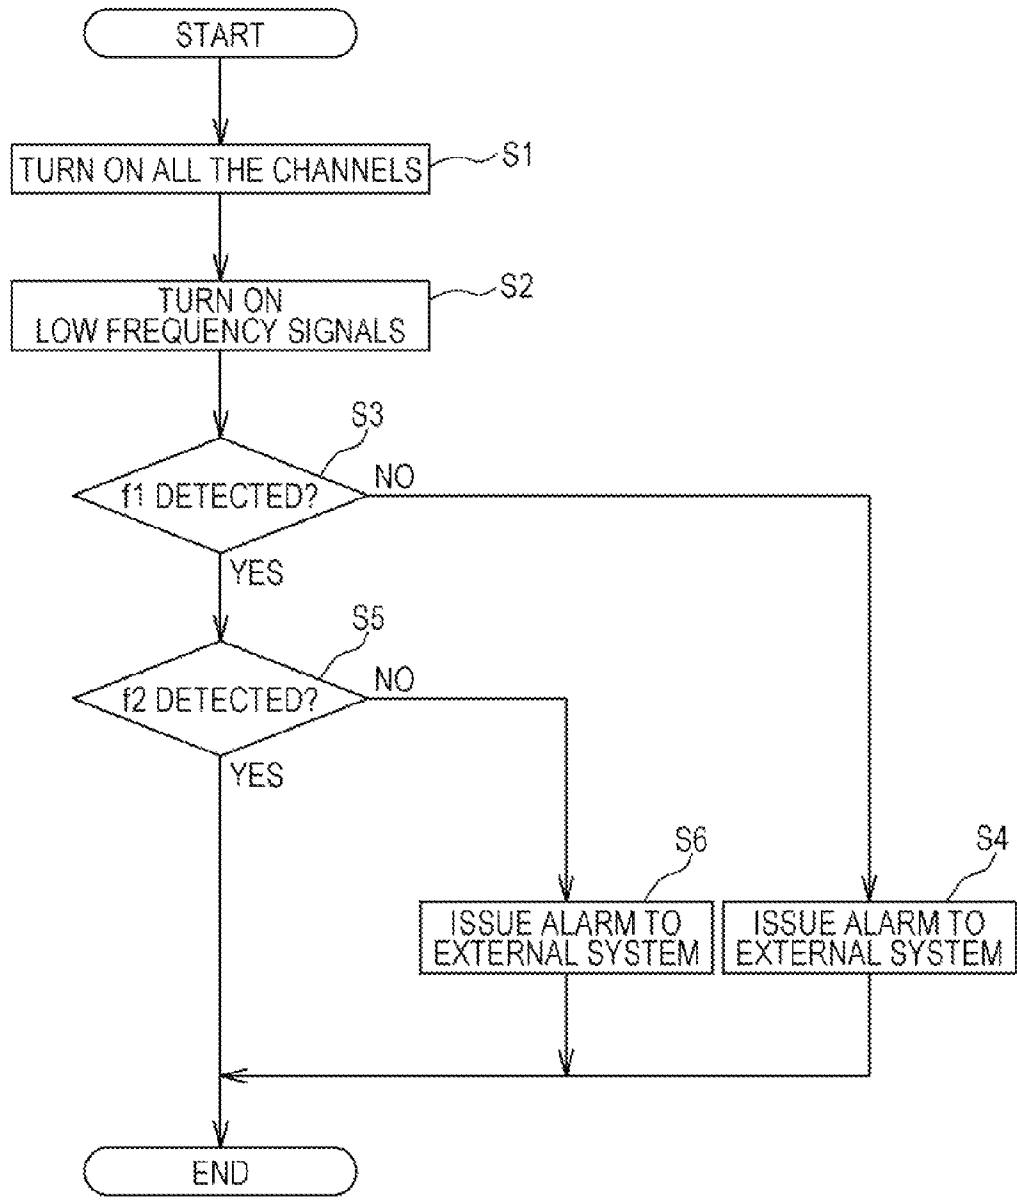 START
TURN ON ALL THE CHANNELS
S1
TURN ON
LOW FREQUENCY SIGNALS
S2
S3
f1 DETECTED?
NO
YES
S5
f2 DETECTED?
NO
YES
S6
ISSUE ALARM TO
EXTERNAL SYSTEM
S4
ISSUE ALARM TO
EXTERNAL SYSTEM
END